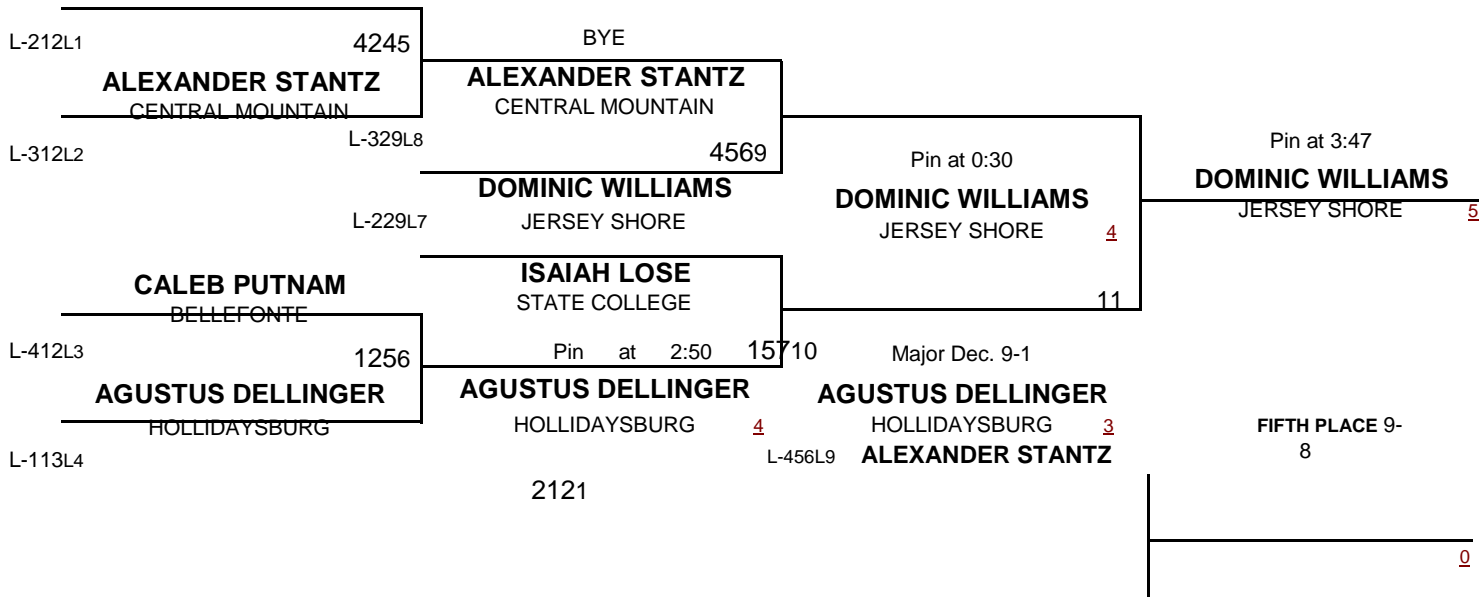 L-212L1
4245
BYE
ALEXANDER STANTZ
CENTRAL MOUNTAIN
ALEXANDER STANTZ
CENTRAL MOUNTAIN
L-312L2
L-329L8
4569
Pin at 0:30
Pin at 3:47
DOMINIC WILLIAMS
JERSEY SHORE
DOMINIC WILLIAMS
JERSEY SHORE 4
DOMINIC WILLIAMS
JERSEY SHORE 5
L-229L7
CALEB PUTNAM
BELLEFONTE
ISAIAH LOSE
STATE COLLEGE
11
L-412L3
1256
Pin at 2:50 15710
Major Dec. 9-1
AGUSTUS DELLINGER
HOLLIDAYSBURG
AGUSTUS DELLINGER
HOLLIDAYSBURG 4
AGUSTUS DELLINGER
HOLLIDAYSBURG 3
FIFTH PLACE 9-
8
L-113L4
L-456L9 ALEXANDER STANTZ
2121
0